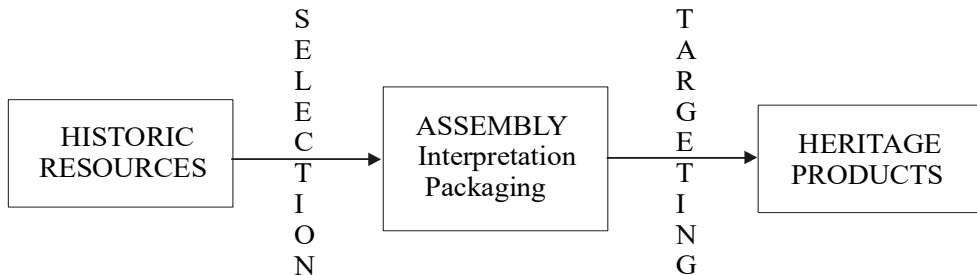 HISTORIC
RESOURCES
SELECTION
ASSEMBLY
Interpretation
Packaging
TARGETING
HERITAGE
PRODUCTS